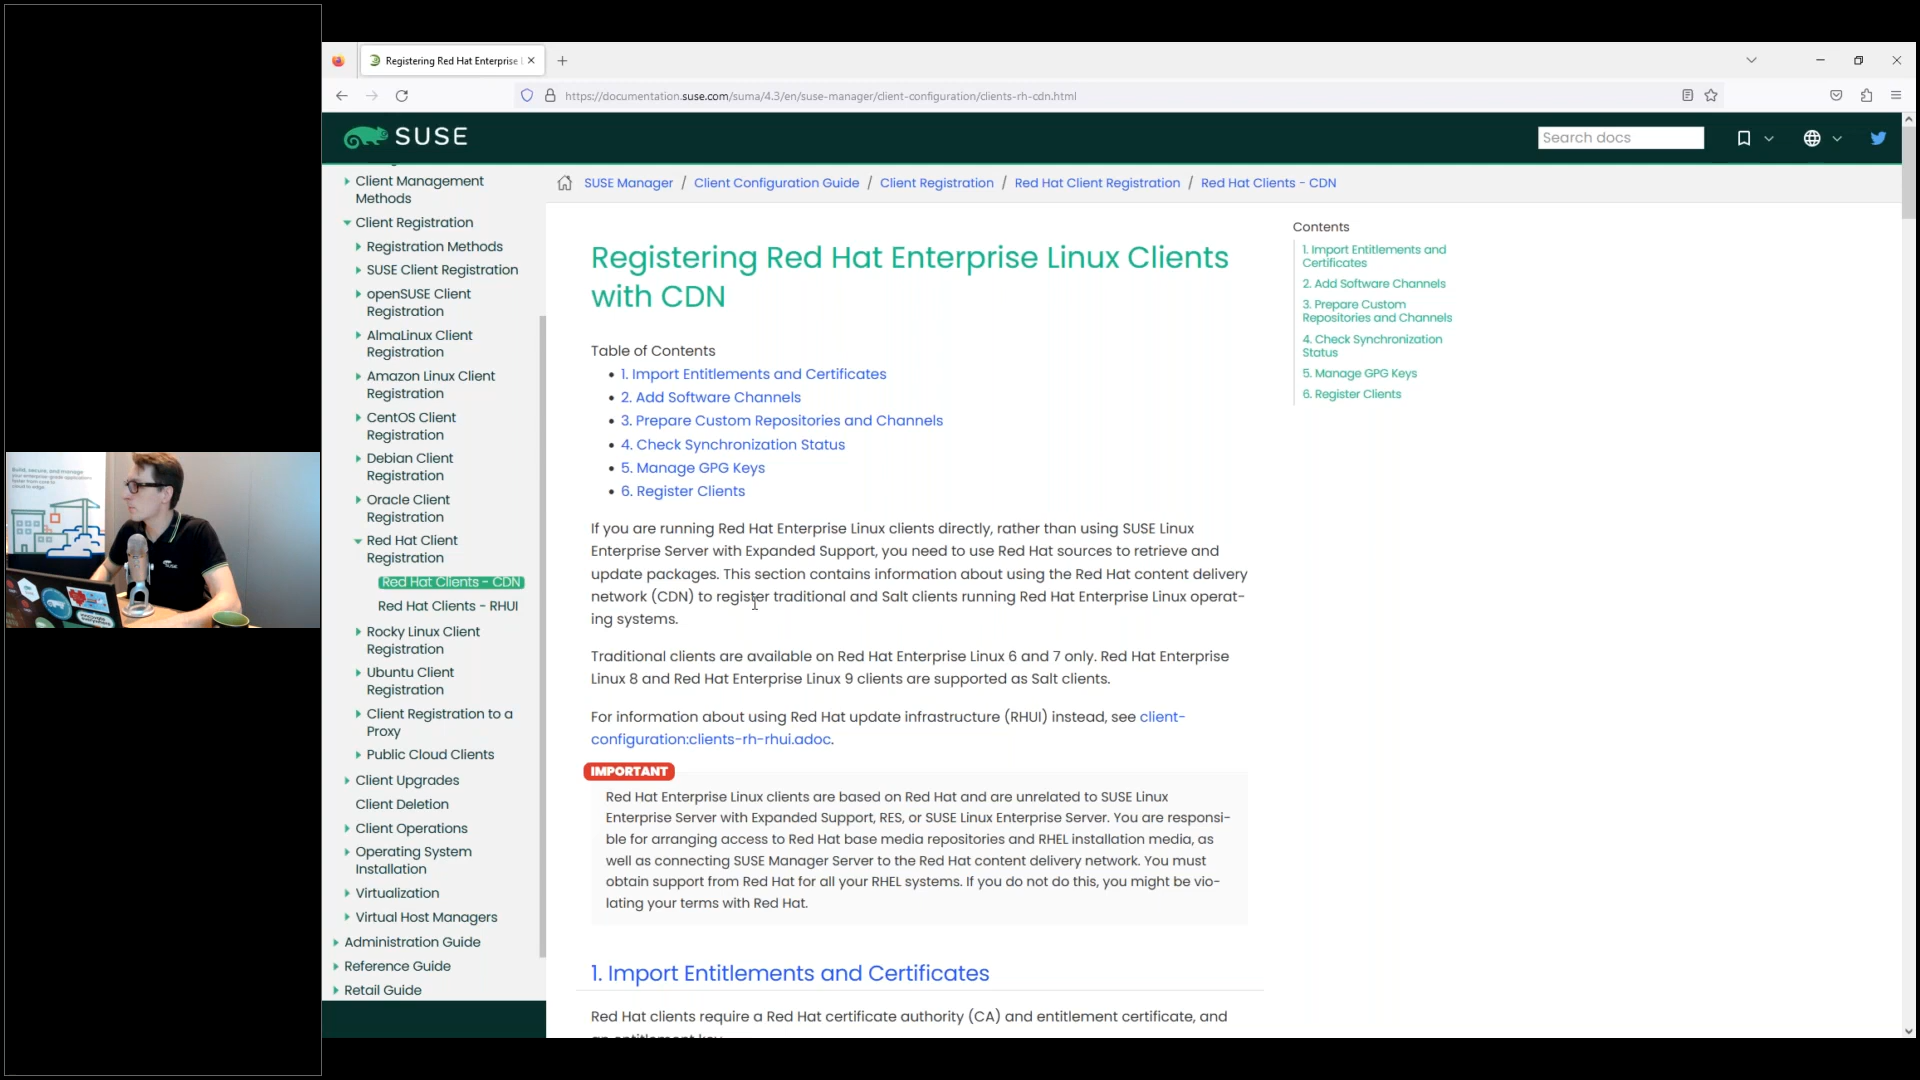 Registering Red Hat Enterprise
https://documentation.suse.com/suma/4.3/en/suse-manager/client-configuration/clients-rh-cdn.html
SUSE
Search docs
Client Management
Methods
Client Registration
Registration Methods
SUSE Client Registration
openSUSE Client
Registration
AlmaLinux Client
Registration
Amazon Linux Client
Registration
CentOS Client
Registration
Debian Client
Registration
Oracle Client
Registration
Red Hat Client
Registration
Red Hat Clients - CDN
Red Hat Clients - RHUI
Rocky Linux Client
Registration
Ubuntu Client
Registration
Client Registration to a
Proxy
Public Cloud Clients
Client Upgrades
Client Deletion
Client Operations
Operating System
Installation
Virtualization
Virtual Host Managers
Administration Guide
Reference Guide
Retail Guide
SUSE Manager / Client Configuration Guide / Client Registration / Red Hat Client Registration / Red Hat Clients - CDN
Registering Red Hat Enterprise Linux Clients
with CDN
Table of Contents
• 1. Import Entitlements and Certificates
• 2. Add Software Channels
• 3. Prepare Custom Repositories and Channels
• 4. Check Synchronization Status
• 5. Manage GPG Keys
• 6. Register Clients
If you are running Red Hat Enterprise Linux clients directly, rather than using SUSE Linux
Enterprise Server with Expanded Support, you need to use Red Hat sources to retrieve and
update packages. This section contains information about using the Red Hat content delivery
network (CDN) to register traditional and Salt clients running Red Hat Enterprise Linux operat-
ing systems.
Traditional clients are available on Red Hat Enterprise Linux 6 and 7 only. Red Hat Enterprise
Linux 8 and Red Hat Enterprise Linux 9 clients are supported as Salt clients.
For information about using Red Hat update infrastructure (RHUI) instead, see client-
configuration:clients-rh-rhui.adoc.
IMPORTANT
Red Hat Enterprise Linux clients are based on Red Hat and are unrelated to SUSE Linux
Enterprise Server with Expanded Support, RES, or SUSE Linux Enterprise Server. You are responsi-
ble for arranging access to Red Hat base media repositories and RHEL installation media, as
well as connecting SUSE Manager Server to the Red Hat content delivery network. You must
obtain support from Red Hat for all your RHEL systems. If you do not do this, you might be vio-
lating your terms with Red Hat.
1. Import Entitlements and Certificates
Red Hat clients require a Red Hat certificate authority (CA) and entitlement certificate, and
an entitlement key.
Contents
1. Import Entitlements and
Certificates
2. Add Software Channels
3. Prepare Custom
Repositories and Channels
4. Check Synchronization
Status
5. Manage GPG Keys
6. Register Clients